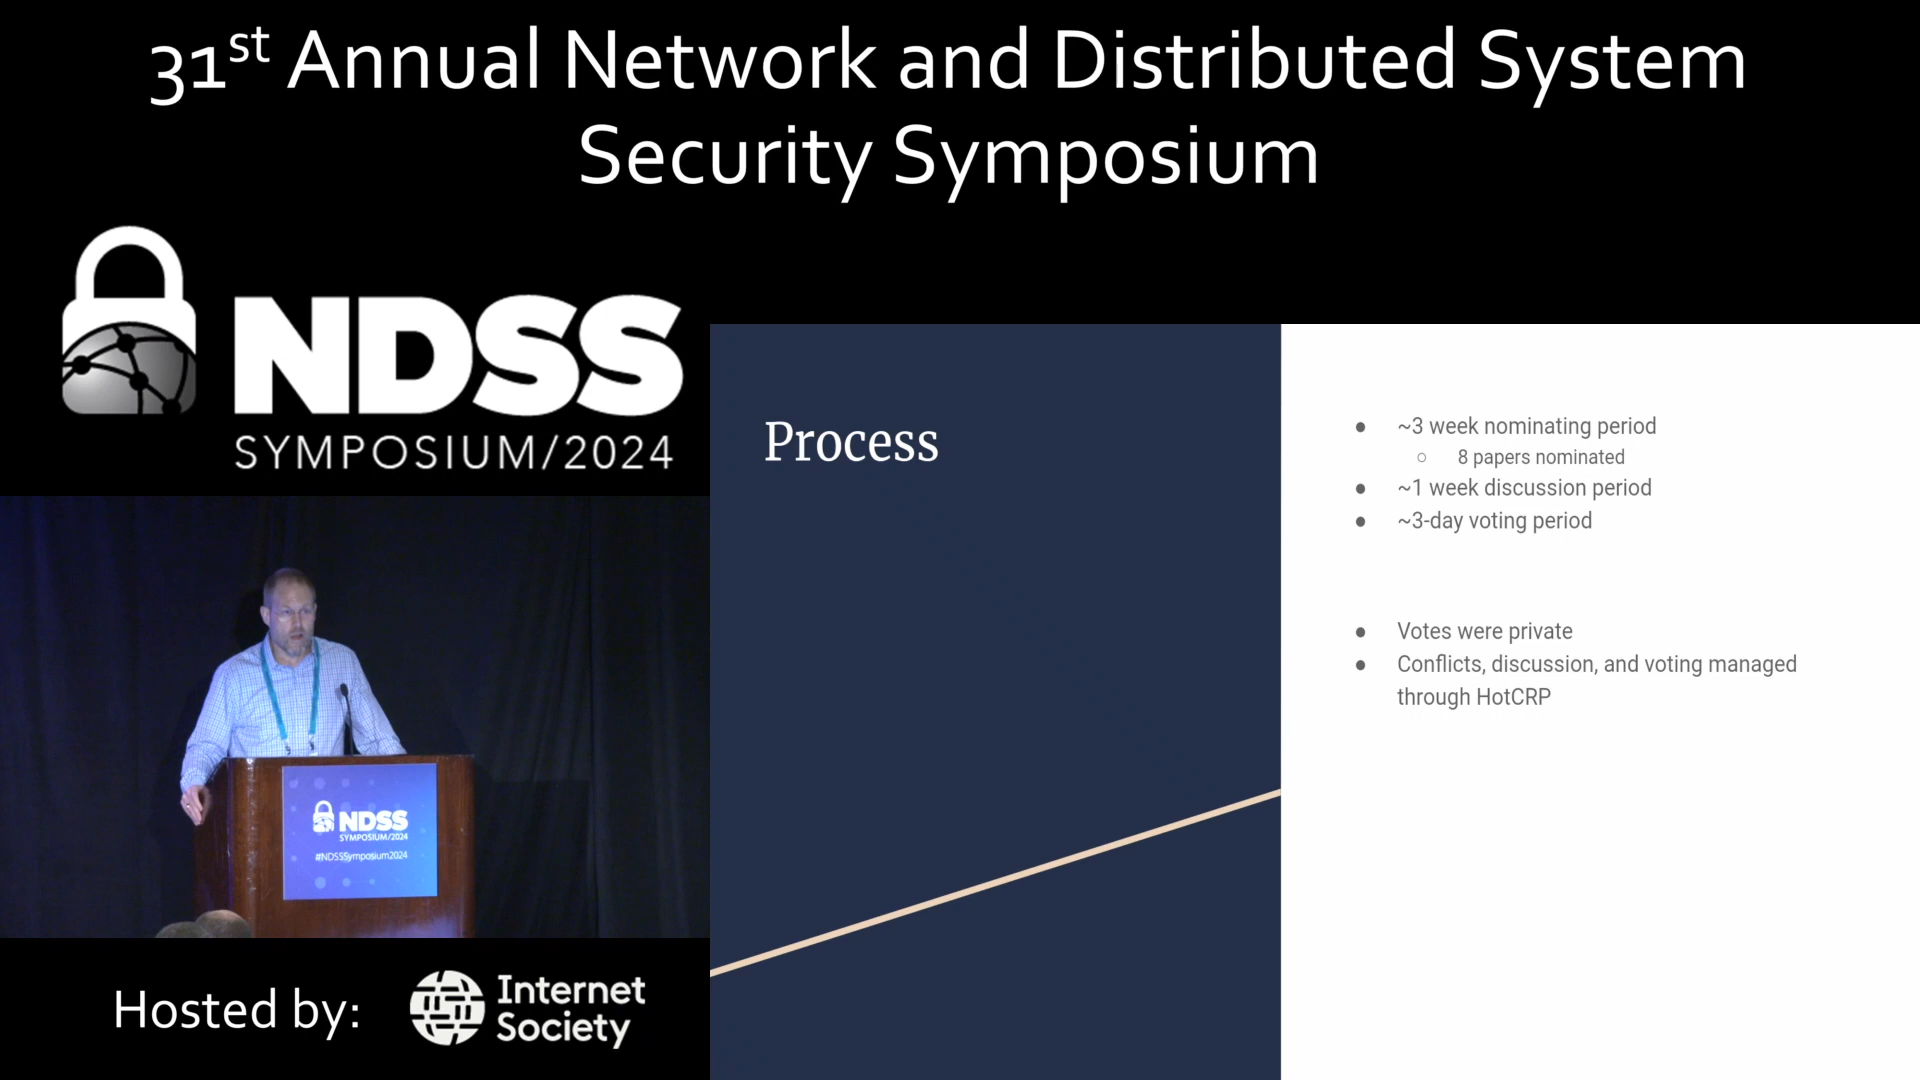 31st Annual Network and Distributed System
Security Symposium
NDSS
SYMPOSIUM/2024
Process
● ~3 week nominating period
○ 8 papers nominated
● ~1 week discussion period
● ~3-day voting period
● Votes were private
● Conflicts, discussion, and voting managed
through HotCRP
NDSS
SYMPOSIUM/2024
#NDSSSymposium2024
Hosted by:
Internet
Society